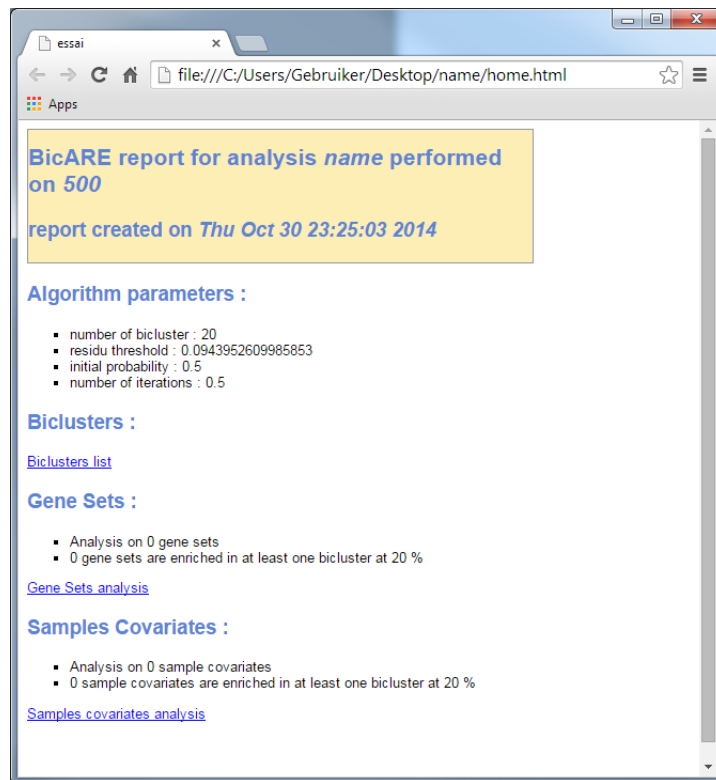 essai
file:///C:/Users/Gebruiker/Desktop/name/home.html
Apps
BicARE report for analysis name performed
on 500
report created on Thu Oct 30 23:25:03 2014
Algorithm parameters :
number of bicluster : 20
residu threshold : 0.0943952609985853
initial probability : 0.5
number of iterations : 0.5
Biclusters :
Biclusters list
Gene Sets :
Analysis on 0 gene sets
0 gene sets are enriched in at least one bicluster at 20 %
Gene Sets analysis
Samples Covariates :
Analysis on 0 sample covariates
0 sample covariates are enriched in at least one bicluster at 20 %
Samples covariates analysis